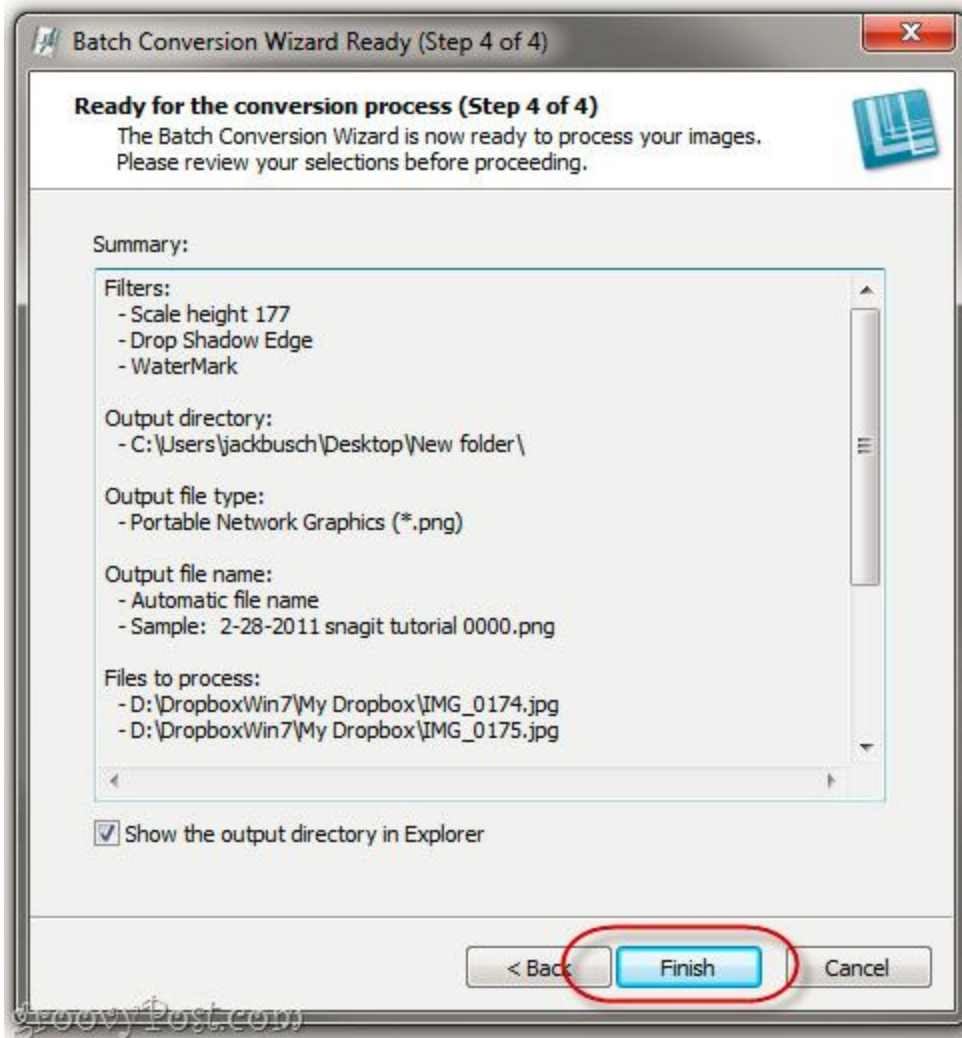 Batch Conversion Wizard Ready (Step 4 of 4)
Ready for the conversion process (Step 4 of 4)
The Batch Conversion Wizard is now ready to process your images.
Please review your selections before proceeding.
Summary:
Filters:
- Scale height 177
- Drop Shadow Edge
- WaterMark
Output directory:
- C:\Users\jackbusch\Desktop\New folder\
Output file type:
- Portable Network Graphics (*.png)
Output file name:
- Automatic file name
- Sample:  2-28-2011 snagit tutorial 0000.png
Files to process:
- D:\DropboxWin7\My Dropbox\IMG_0174.jpg
- D:\DropboxWin7\My Dropbox\IMG_0175.jpg
Show the output directory in Explorer
< Back Finish Cancel
groovyPost.com